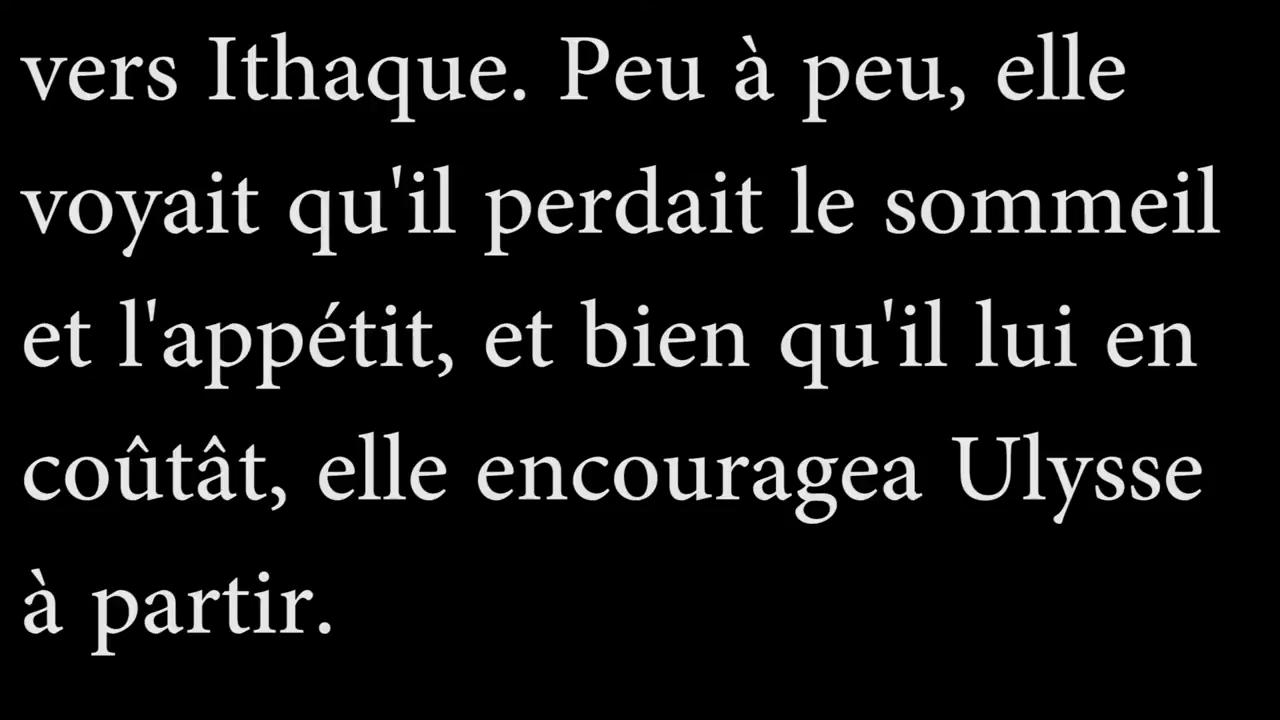 vers Ithaque. Peu à peu, elle
voyait qu'il perdait le sommeil
et l'appétit, et bien qu'il lui en
coûtât, elle encouragea Ulysse
à partir.